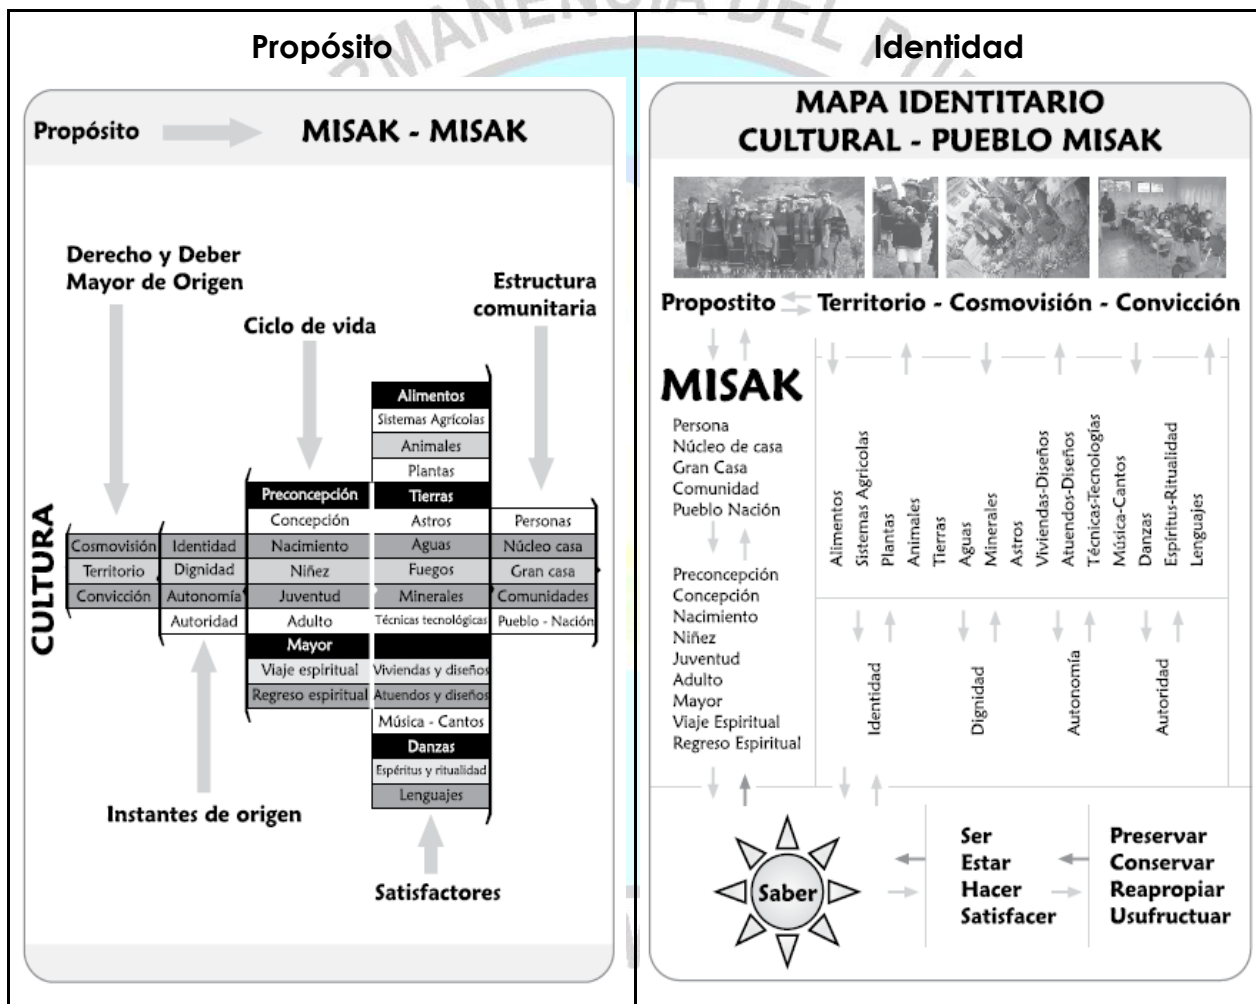 PERMANENCIA DEL PU
Propósito
Identidad
Propósito
MISAK - MISAK
Derecho y Deber
Mayor de Origen
Ciclo de vida
Estructura
comunitaria
CULTURA
Cosmovisión
Territorio
Convicción
Identidad
Dignidad
Autonomía
Autoridad
Preconcepción
Concepción
Nacimiento
Niñez
Juventud
Adulto
Mayor
Viaje espiritual
Regreso espiritual
Alimentos
Sistemas Agrícolas
Animales
Plantas
Tierras
Astros
Aguas
Fuegos
Minerales
Técnicas tecnológicas
Viviendas y diseños
Atuendos y diseños
Música - Cantos
Danzas
Espéritus y ritualidad
Lenguajes
Personas
Núcleo casa
Gran casa
Comunidades
Pueblo - Nación
Instantes de origen
Satisfactores
MAPA IDENTITARIO
CULTURAL - PUEBLO MISAK
Propostito
Territorio - Cosmovisión - Convicción
MISAK
Persona
Núcleo de casa
Gran Casa
Comunidad
Pueblo Nación
Preconcepción
Concepción
Nacimiento
Niñez
Juventud
Adulto
Mayor
Viaje Espiritual
Regreso Espiritual
Alimentos
Sistemas Agricolas
Plantas
Animales
Tierras
Aguas
Minerales
Astros
Viviendas-Diseños
Atuendos-Diseños
Técnicas-Tecnologías
Música-Cantos
Danzas
Espíritus-Ritualidad
Lenguajes
Identidad
Dignidad
Autonomía
Autoridad
Saber
Ser
Estar
Hacer
Satisfacer
Preservar
Conservar
Reapropiar
Usufructuar